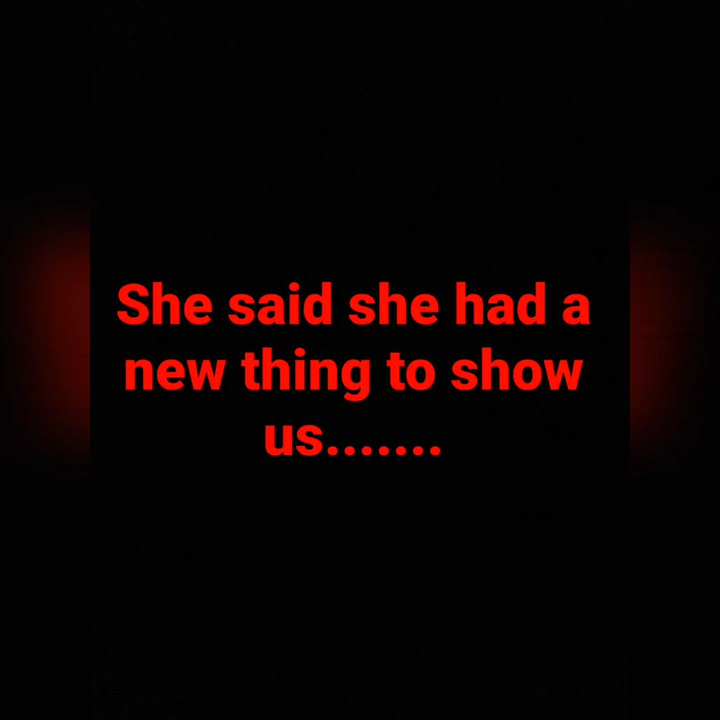 She said she had a
new thing to show
us.......